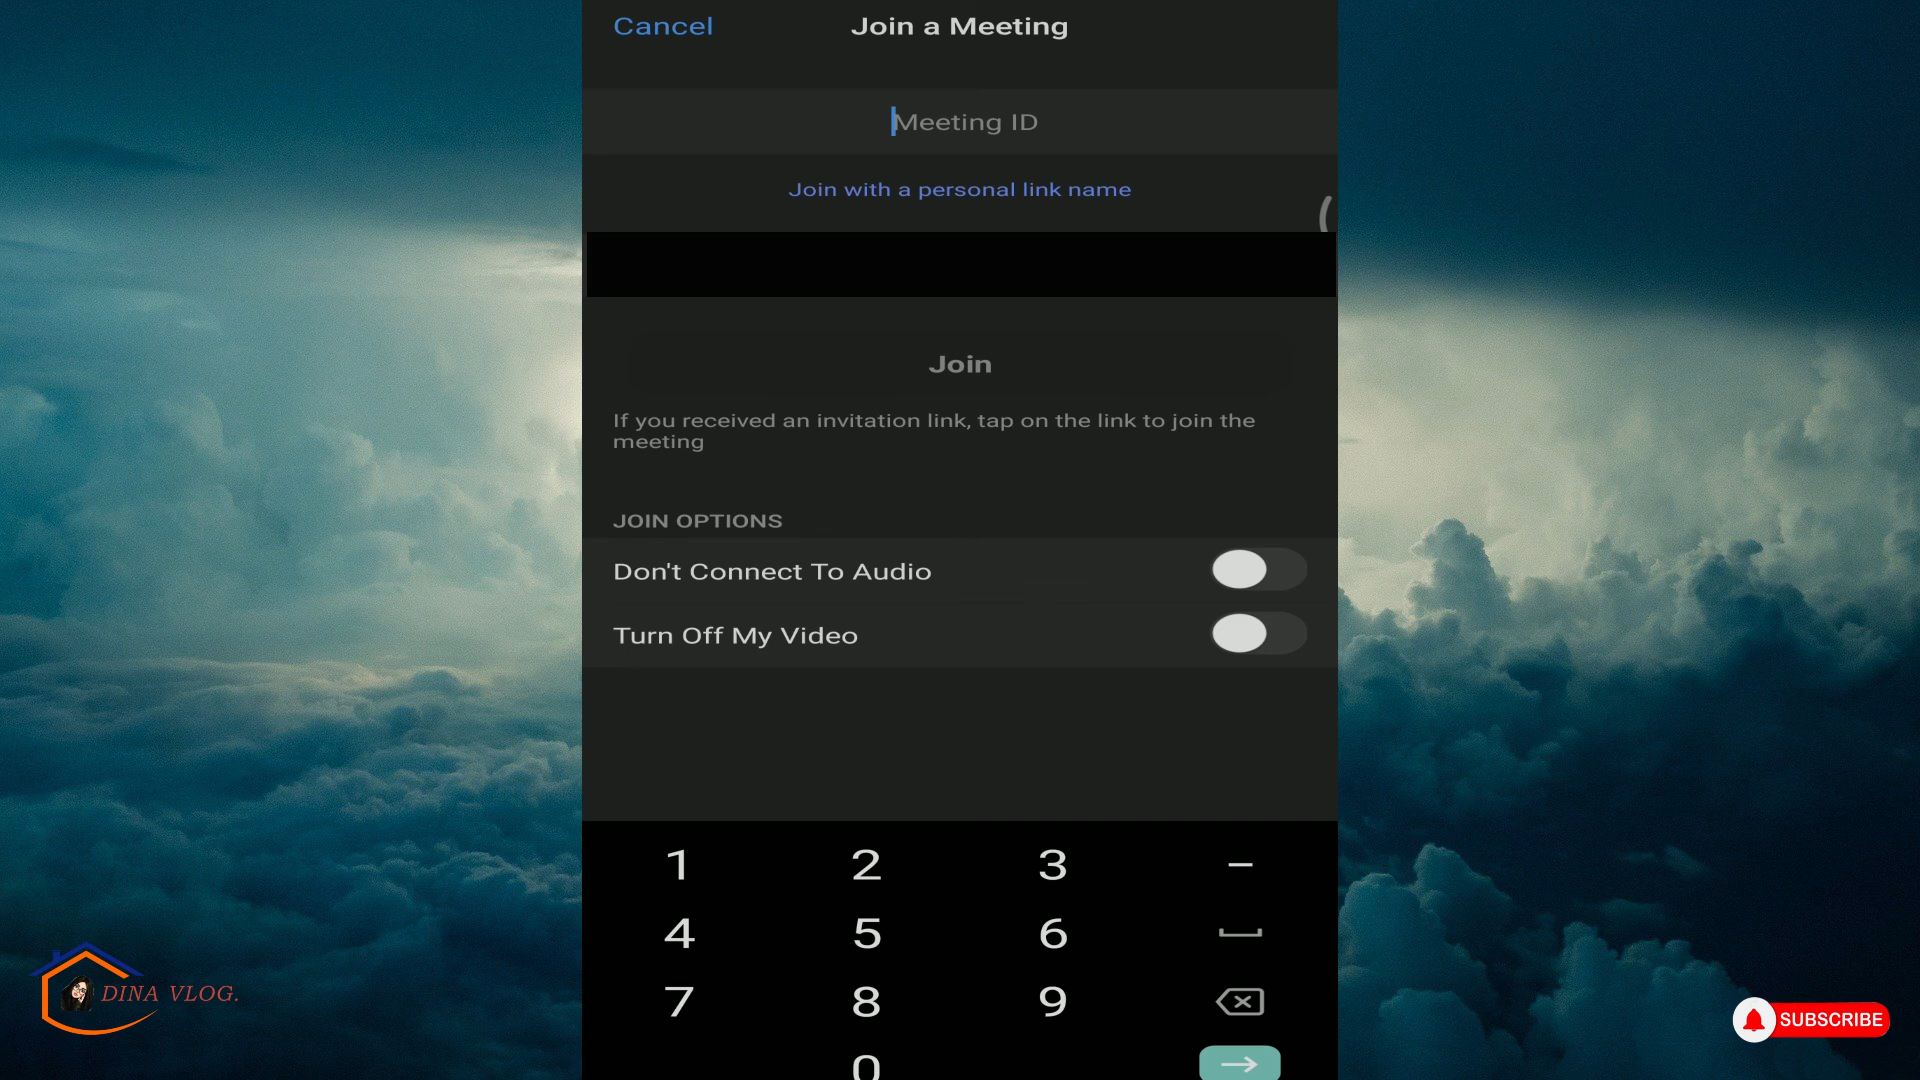 Cancel
Join a Meeting
Meeting ID
Join with a personal link name
Join
If you received an invitation link, tap on the link to join the
meeting
JOIN OPTIONS
Don't Connect To Audio
Turn Off My Video
1 2 3 –
4 5 6
7 8 9
0
DINA VLOG.
SUBSCRIBE